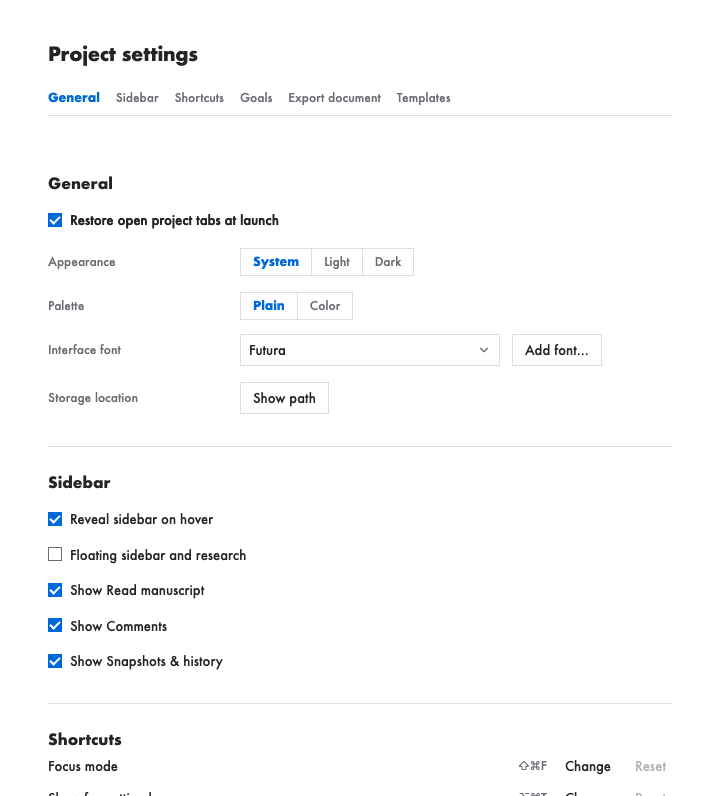 Project settings
General Sidebar Shortcuts Goals Export document Templates
General
Restore open project tabs at launch
Appearance System Light Dark
Palette Plain Color
Interface font Futura Add font...
Storage location Show path
Sidebar
Reveal sidebar on hover
Floating sidebar and research
Show Read manuscript
Show Comments
Show Snapshots & history
Shortcuts
Focus mode ⇧⌘F Change Reset